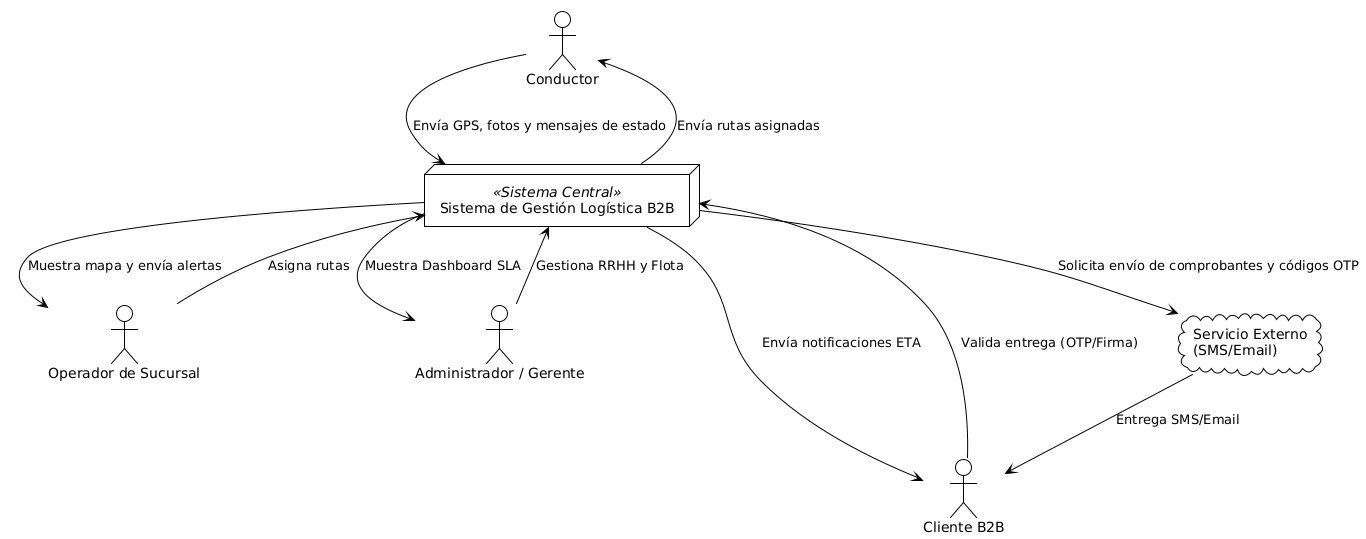 Conductor
Envía GPS, fotos y mensajes de estado
Envía rutas asignadas
«Sistema Central»
Sistema de Gestión Logística B2B
Muestra mapa y envía alertas
Asigna rutas
Muestra Dashboard SLA
Gestiona RRHH y Flota
Solicita envío de comprobantes y códigos OTP
Operador de Sucursal
Administrador / Gerente
Envía notificaciones ETA
Valida entrega (OTP/Firma)
Servicio Externo
(SMS/Email)
Entrega SMS/Email
Cliente B2B